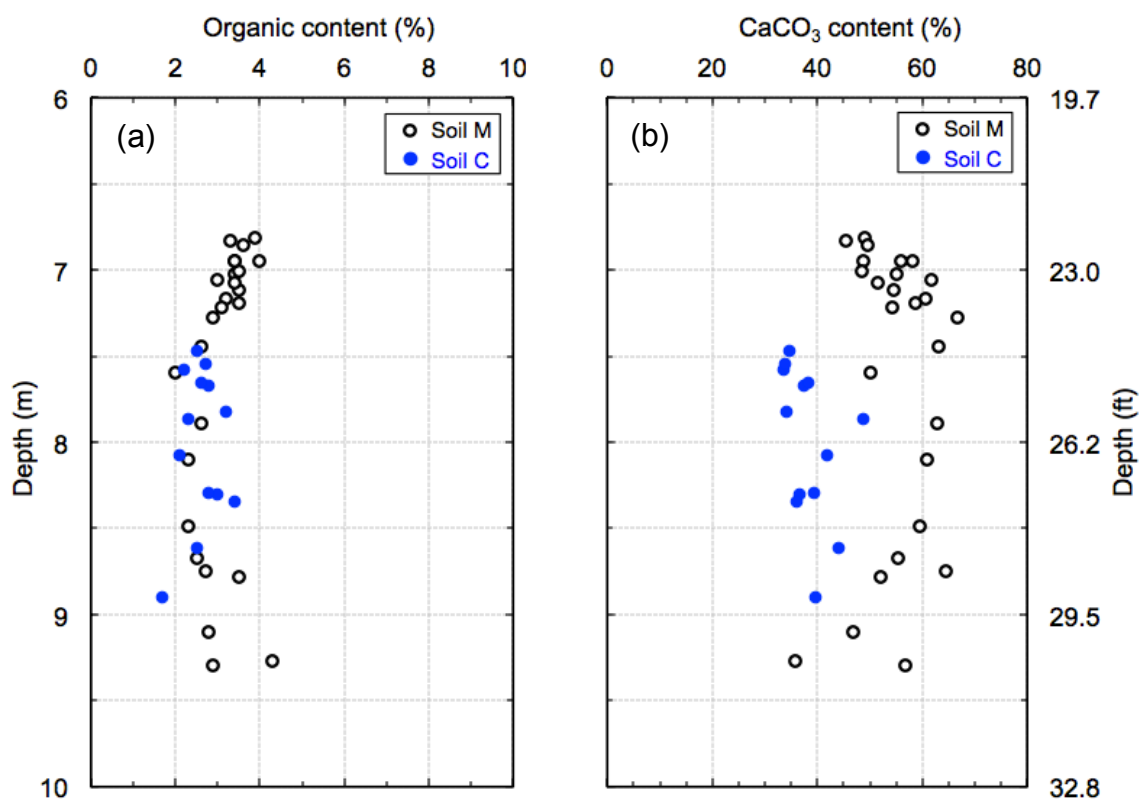 Organic content (%)
CaCO₃ content (%)
0 2 4 6 8 10
0 20 40 60 80
6
7
8
9
10
Depth (m)
(a)
Soil M
Soil C
(b)
Soil M
Soil C
19.7
23.0
26.2
29.5
32.8
Depth (ft)